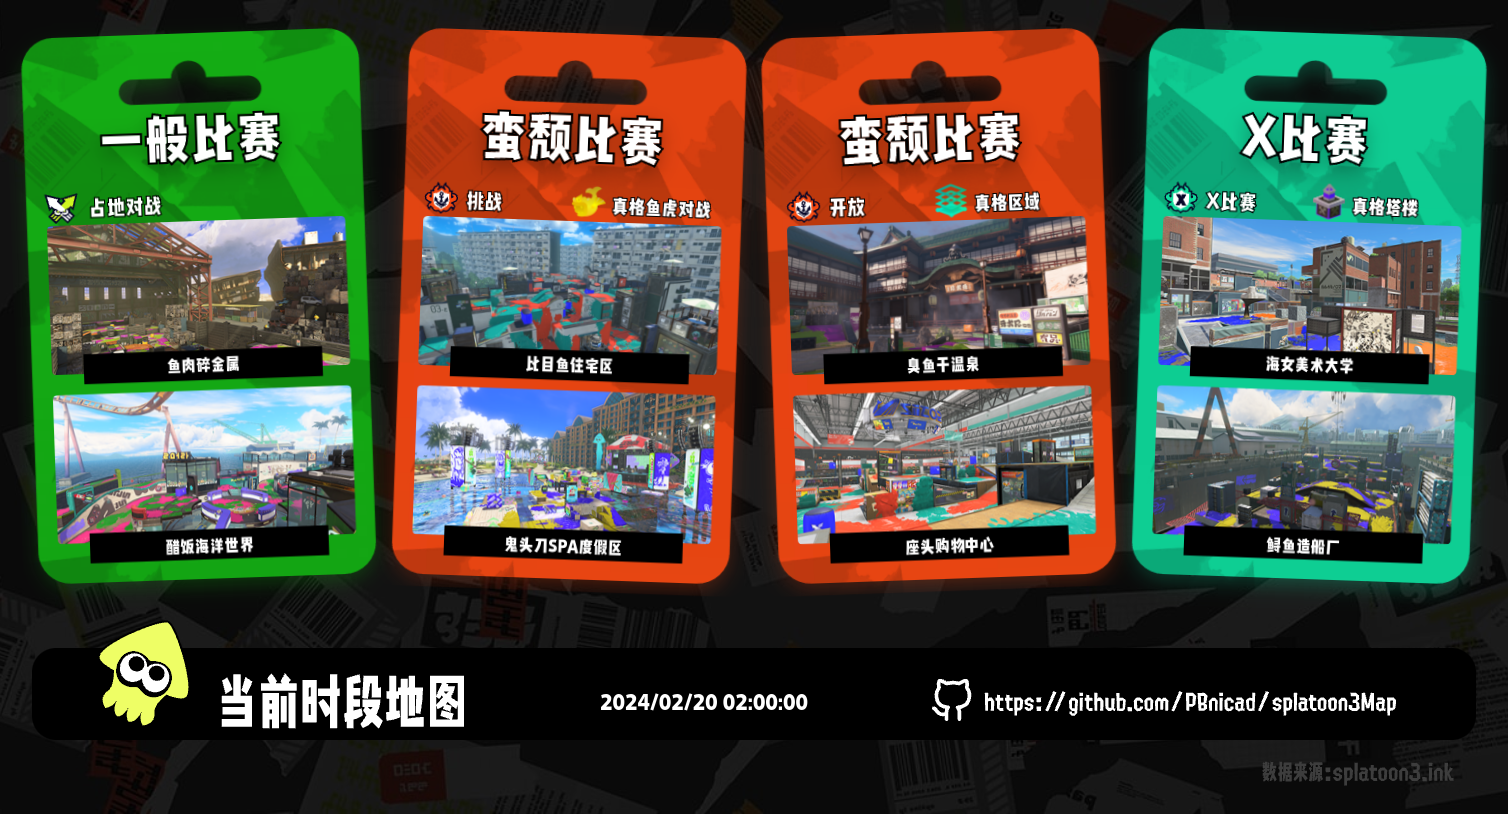 一般比赛
占地对战
鱼肉碎金属
醋饭海洋世界
蛮颓比赛
挑战
真格鱼虎对战
比目鱼住宅区
鬼头刀SPA度假区
蛮颓比赛
开放
真格区域
臭鱼干温泉
座头购物中心
X比赛
X比赛
真格塔楼
海女美术大学
鲟鱼造船厂
当前时段地图
2024/02/20 02:00:00
https://github.com/PBnicad/splatoon3Map
数据来源:splatoon3.ink